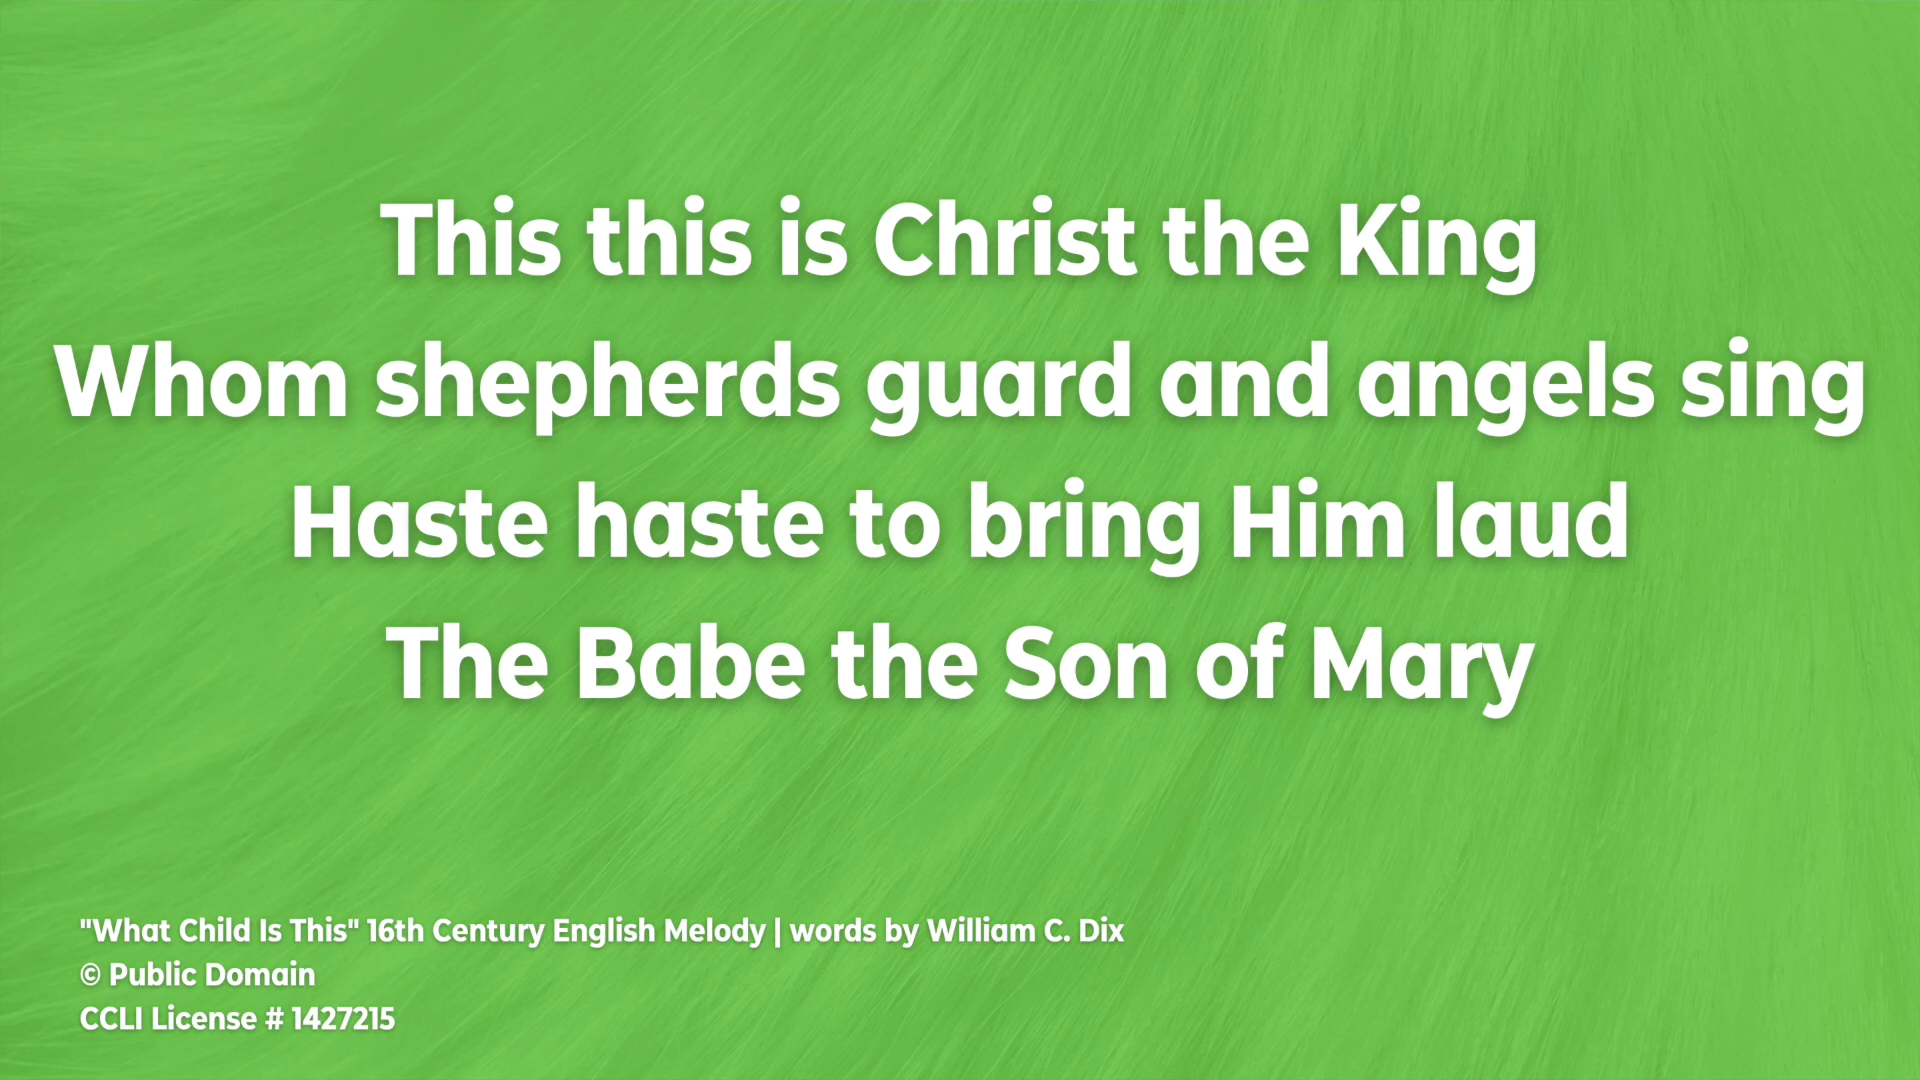 This this is Christ the King
Whom shepherds guard and angels sing
Haste haste to bring Him laud
The Babe the Son of Mary
"What Child Is This" 16th Century English Melody | words by William C. Dix
© Public Domain
CCLI License # 1427215